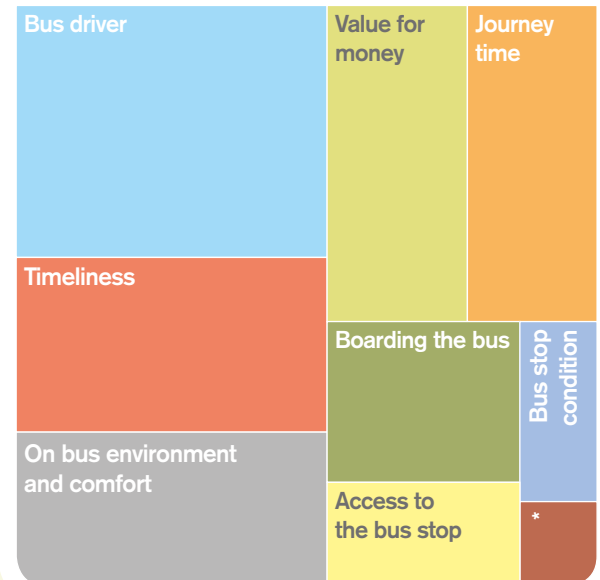 Bus driver
Value for
money
Journey
time
Timeliness
Boarding the bus
Bus stop
condition
On bus environment
and comfort
Access to
the bus stop
*